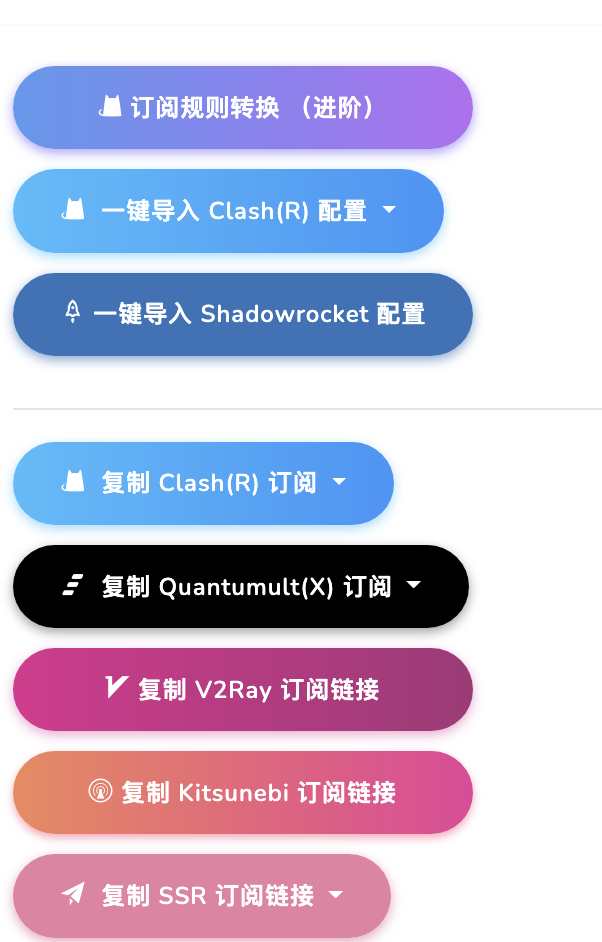 订阅规则转换 （进阶）
一键导入 Clash(R) 配置
一键导入 Shadowrocket 配置
复制 Clash(R) 订阅
复制 Quantumult(X) 订阅
复制 V2Ray 订阅链接
复制 Kitsunebi 订阅链接
复制 SSR 订阅链接